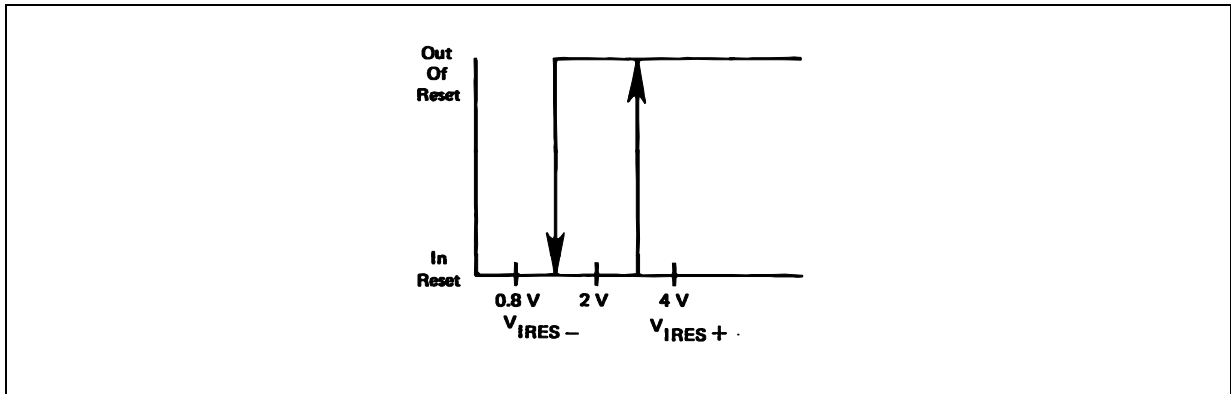 Out
Of
Reset
In
Reset
0.8 V 2 V 4 V
VIRES − VIRES +